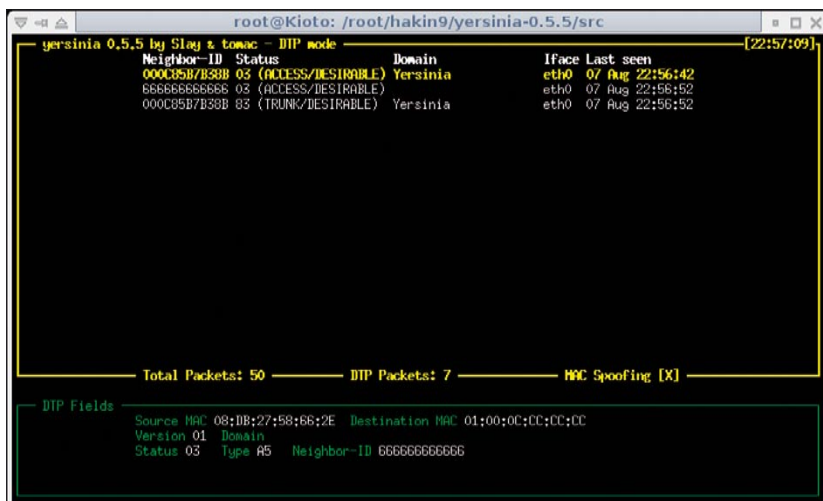 root@Kioto: /root/hakin9/yersinia-0.5.5/src
yersinia 0.5.5 by Slay & tomac - DTP mode [22:57:09]
Neighbor-ID Status Domain Iface Last seen
000C85B7B38B 03 (ACCESS/DESIRABLE) Yersinia eth0 07 Aug 22:56:42
666666666666 03 (ACCESS/DESIRABLE) eth0 07 Aug 22:56:52
000C85B7B38B 83 (TRUNK/DESIRABLE) Yersinia eth0 07 Aug 22:56:52
Total Packets: 50 DTP Packets: 7 MAC Spoofing [X]
DTP Fields
Source MAC 08:DB:27:58:66:2E Destination MAC 01:00:0C:CC:CC:CC
Version 01 Domain
Status 03 Type A5 Neighbor-ID 666666666666